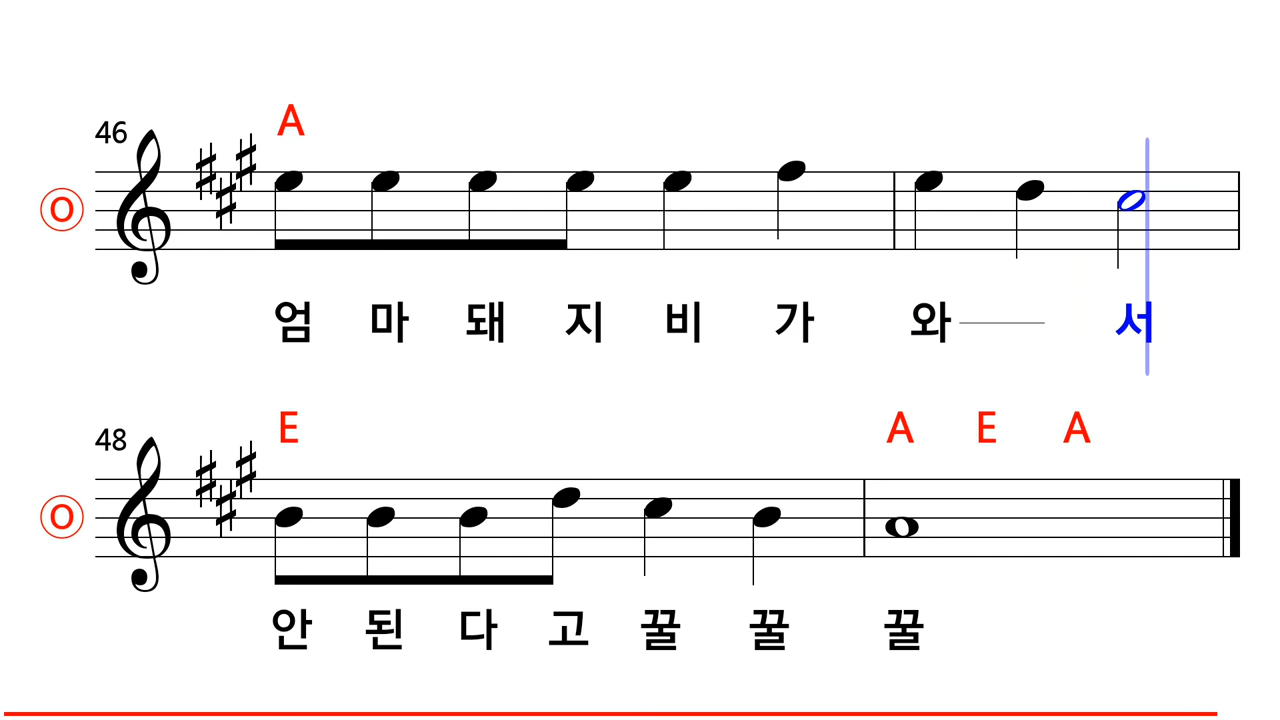 A
46
O
엄 마 돼 지 비 가 와 서
E A E A
48
O
안 된 다 고 꿀 꿀 꿀